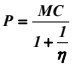 P = MC / (1 + 1/η)